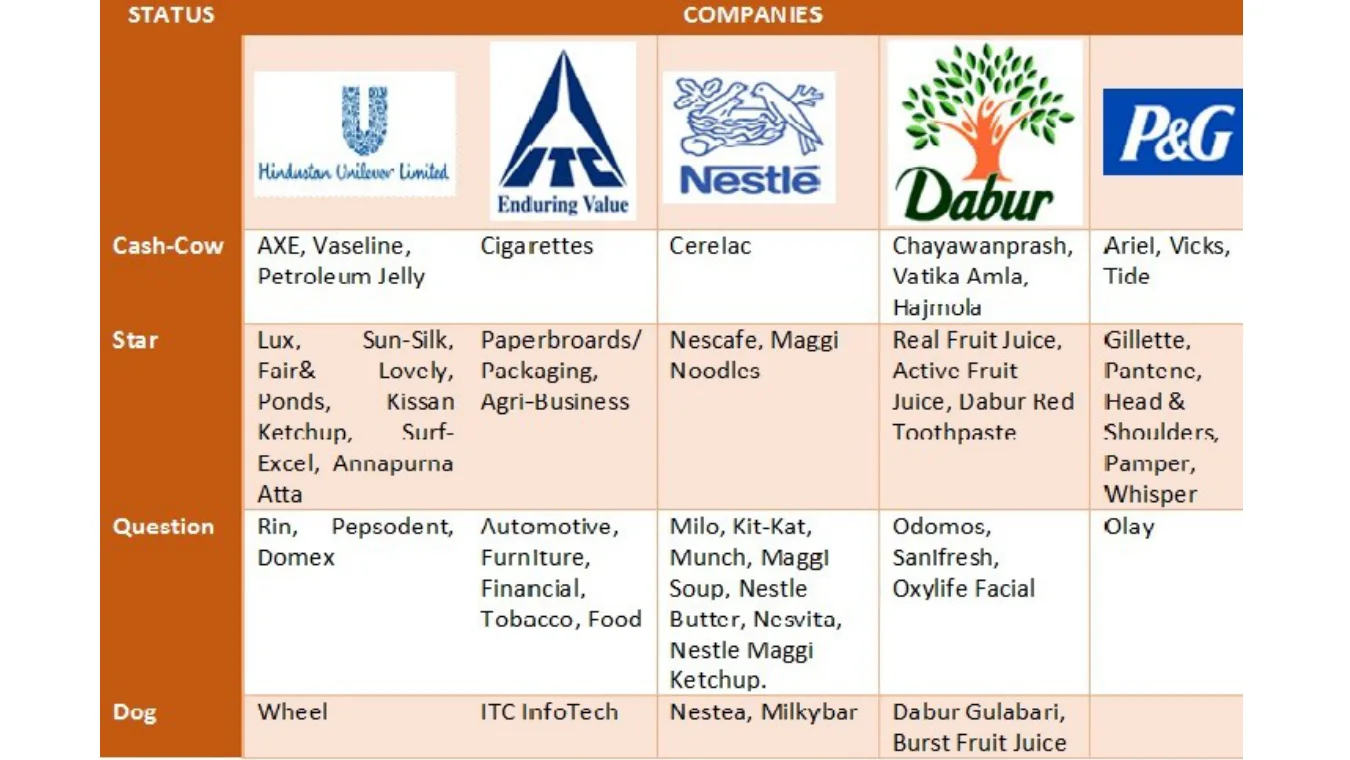 STATUS COMPANIES
Hindustan Unilever Limited
ITC
Enduring Value
Nestlé
Dabur
P&G
Cash-Cow
AXE, Vaseline,
Petroleum Jelly
Cigarettes
Cerelac
Chayawanprash,
Vatika Amla,
Hajmola
Ariel, Vicks,
Tide
Star
Lux, Sun-Silk,
Fair& Lovely,
Ponds, Kissan
Ketchup, Surf-
Excel, Annapurna
Atta
Paperbroards/
Packaging,
Agri-Business
Nescafe, Maggi
Noodles
Real Fruit Juice,
Active Fruit
Juice, Dabur Red
Toothpaste
Gillette,
Pantene,
Head &
Shoulders,
Pamper,
Whisper
Question
Rin, Pepsodent,
Domex
Automotive,
Furniture,
Financial,
Tobacco, Food
Milo, Kit-Kat,
Munch, Maggi
Soup, Nestle
Butter, Nesvita,
Nestle Maggi
Ketchup.
Odomos,
Sanifresh,
Oxylife Facial
Olay
Dog
Wheel
ITC InfoTech
Nestea, Milkybar
Dabur Gulabari,
Burst Fruit Juice